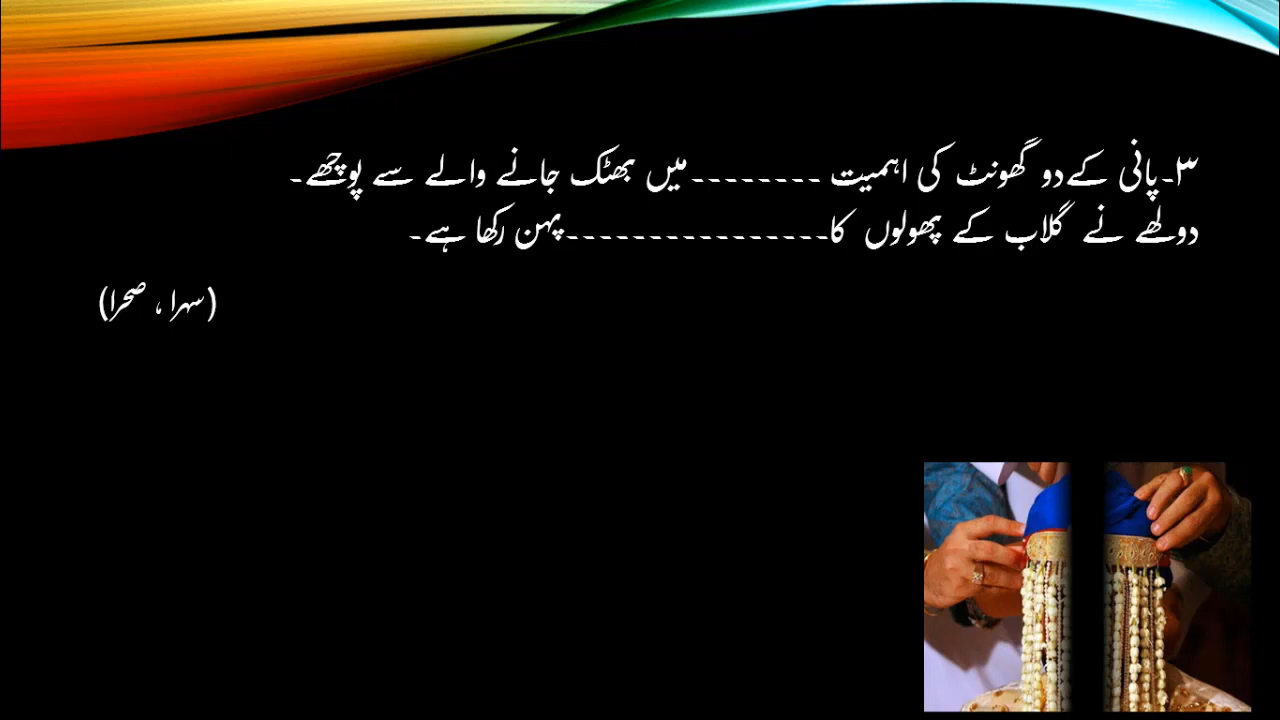 ۳۔پانی کے دو گھونٹ کی اہمیت ۔۔۔۔۔۔۔۔میں بھٹک جانے والے سے پوچھے۔
دولھے نے گلاب کے پھولوں کا۔۔۔۔۔۔۔۔۔۔۔۔۔۔۔۔پہن رکھا ہے۔
(سہرا ، صحرا)